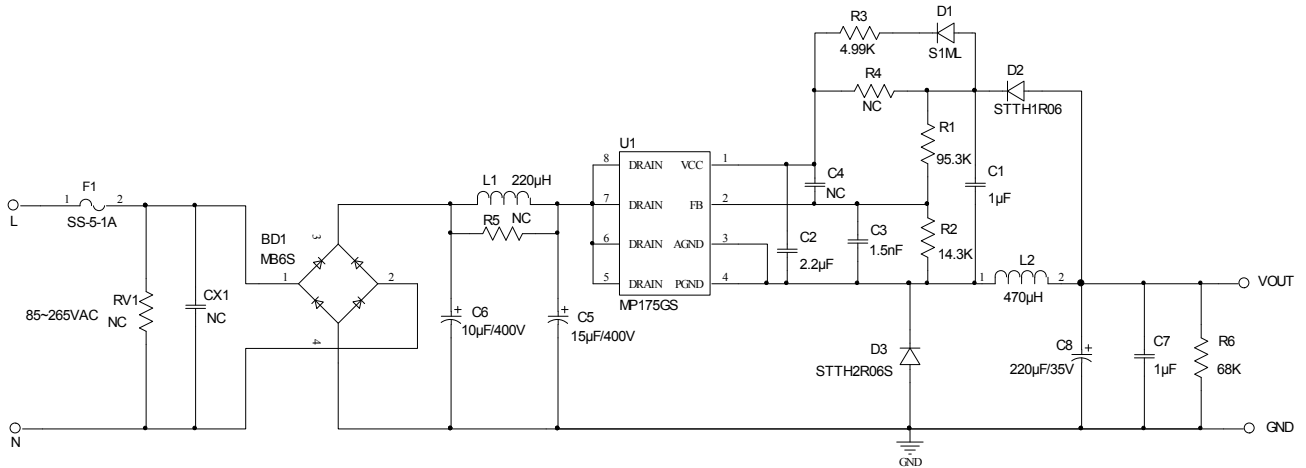 R3
4.99K
D1
S1ML
R4
NC
D2
STTH1R06
R1
95.3K
U1
8 DRAIN VCC 1
7 DRAIN FB 2
6 DRAIN AGND 3
5 DRAIN PGND 4
MP175GS
C4
NC
C1
1µF
L1 220µH
R5 NC
F1
1 2
SS-5-1A
L
BD1
MB6S
3
1
2
4
C2
2.2µF
C3
1.5nF
R2
14.3K
L2
1 2
470µH
VOUT
RV1
NC
CX1
NC
85~265VAC
C6
10µF/400V
C5
15µF/400V
D3
STTH2R06S
C8
220µF/35V
C7
1µF
R6
68K
N
GND
GND